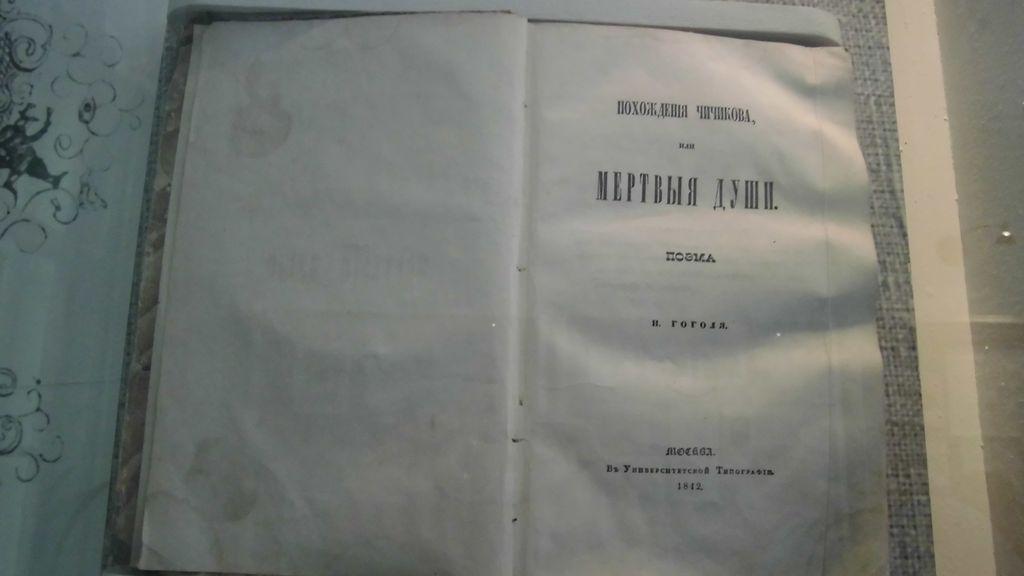 ПОХОЖДЕНІЯ ЧИЧИКОВА,
ИЛИ
МЕРТВЫЯ ДУШИ.
ПОЭМА
Н. ГОГОЛЯ.
МОСКВА.
Въ Университетской Типографіи.
1842.